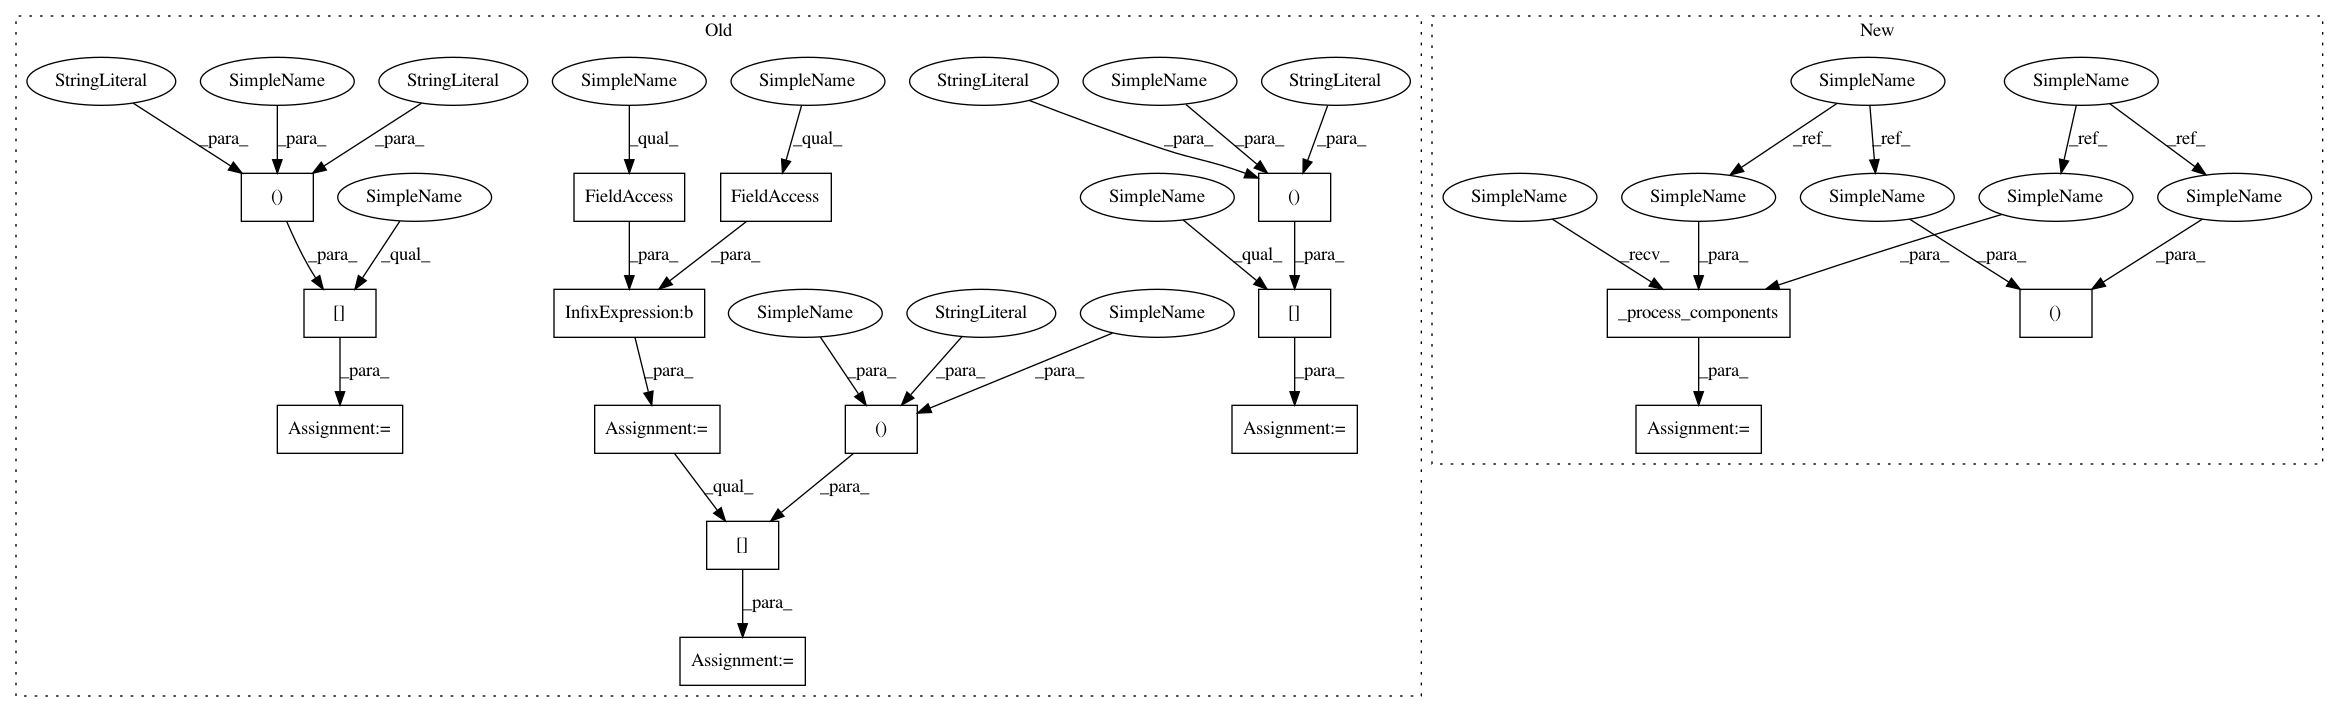 Old
New
StringLiteral SimpleName StringLiteral SimpleName SimpleName StringLiteral SimpleName StringLiteral SimpleName SimpleName
_para_ _para_ _para_ _qual_ _qual_ _para_ _para_ _para_ _ref_ _ref_ _ref_ _ref_
() SimpleName FieldAccess FieldAccess SimpleName () SimpleName SimpleName SimpleName SimpleName SimpleName
_para_ _qual_ _para_ _para_ _qual_ _para_ _recv_ _para_ _para_ _para_ _para_
[] InfixExpression:b SimpleName StringLiteral SimpleName [] _process_components ()
_para_ _para_ _para_ _para_ _para_ _para_ _para_
Assignment:= Assignment:= () Assignment:= Assignment:=
_qual_ _para_
[]
_para_
Assignment:=